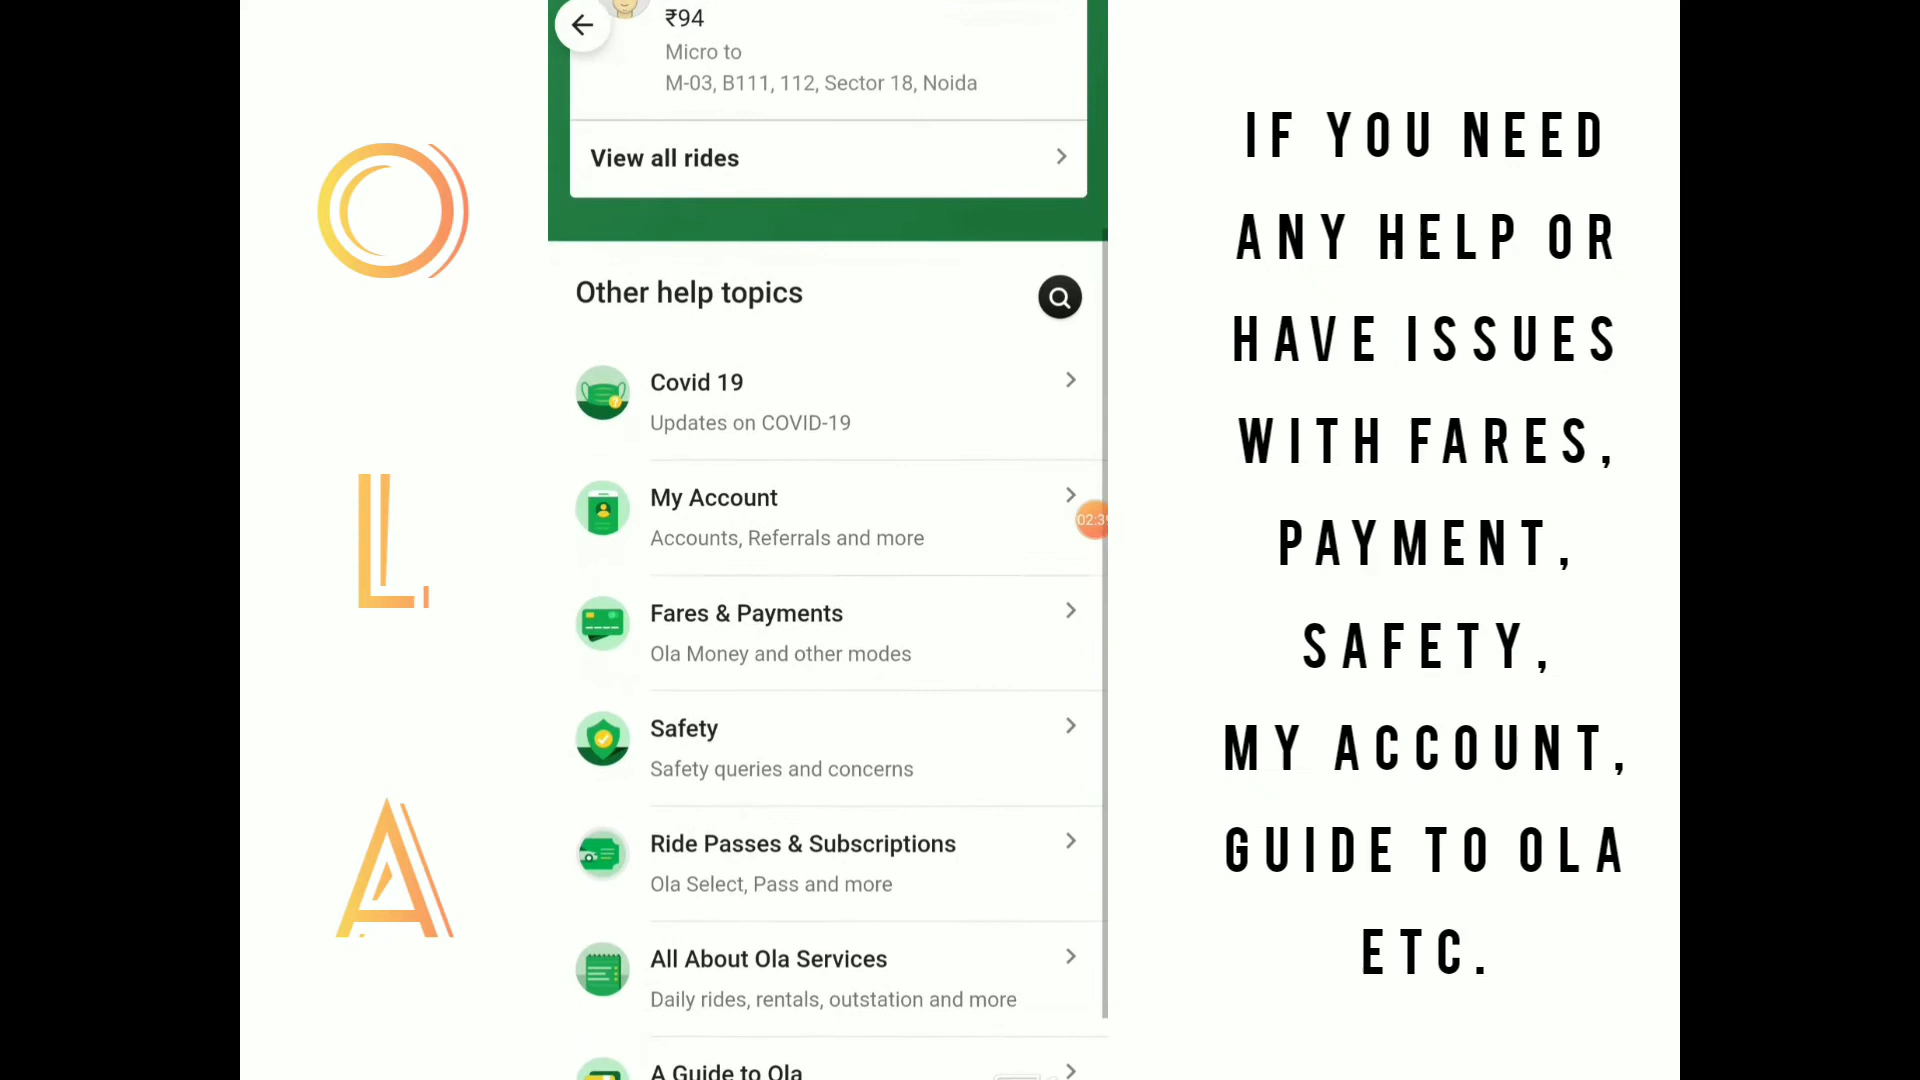 O
L
A
₹94
Micro to
M-03, B111, 112, Sector 18, Noida
View all rides
Other help topics
Covid 19
Updates on COVID-19
My Account
Accounts, Referrals and more
02:39
Fares & Payments
Ola Money and other modes
Safety
Safety queries and concerns
Ride Passes & Subscriptions
Ola Select, Pass and more
All About Ola Services
Daily rides, rentals, outstation and more
A Guide to Ola
IF YOU NEED
ANY HELP OR
HAVE ISSUES
WITH FARES,
PAYMENT,
SAFETY,
MY ACCOUNT,
GUIDE TO OLA
ETC.